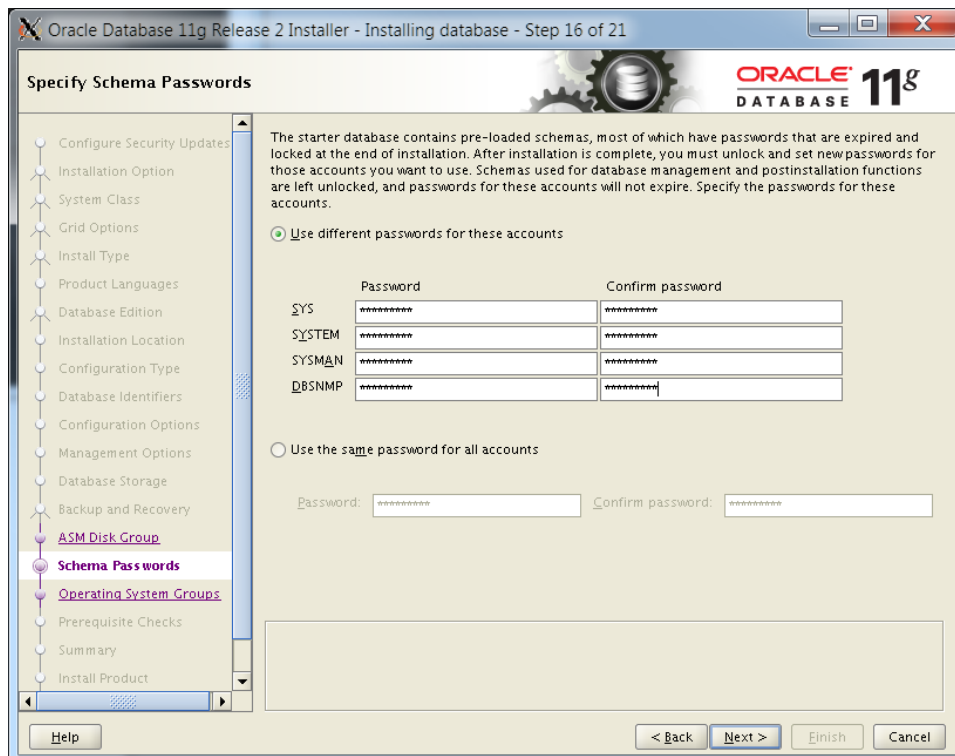 Oracle Database 11g Release 2 Installer - Installing database - Step 16 of 21
Specify Schema Passwords
ORACLE
DATABASE 11g
Configure Security Updates
Installation Option
System Class
Grid Options
Install Type
Product Languages
Database Edition
Installation Location
Configuration Type
Database Identifiers
Configuration Options
Management Options
Database Storage
Backup and Recovery
ASM Disk Group
Schema Passwords
Operating System Groups
Prerequisite Checks
Summary
Install Product
The starter database contains pre-loaded schemas, most of which have passwords that are expired and
locked at the end of installation. After installation is complete, you must unlock and set new passwords for
those accounts you want to use. Schemas used for database management and postinstallation functions
are left unlocked, and passwords for these accounts will not expire. Specify the passwords for these
accounts.
Use different passwords for these accounts
Password Confirm password
SYS ********* *********
SYSTEM ********* *********
SYSMAN ********* *********
DBSNMP ********* *********
Use the same password for all accounts
Password: ********* Confirm password: *********
Help < Back Next > Finish Cancel